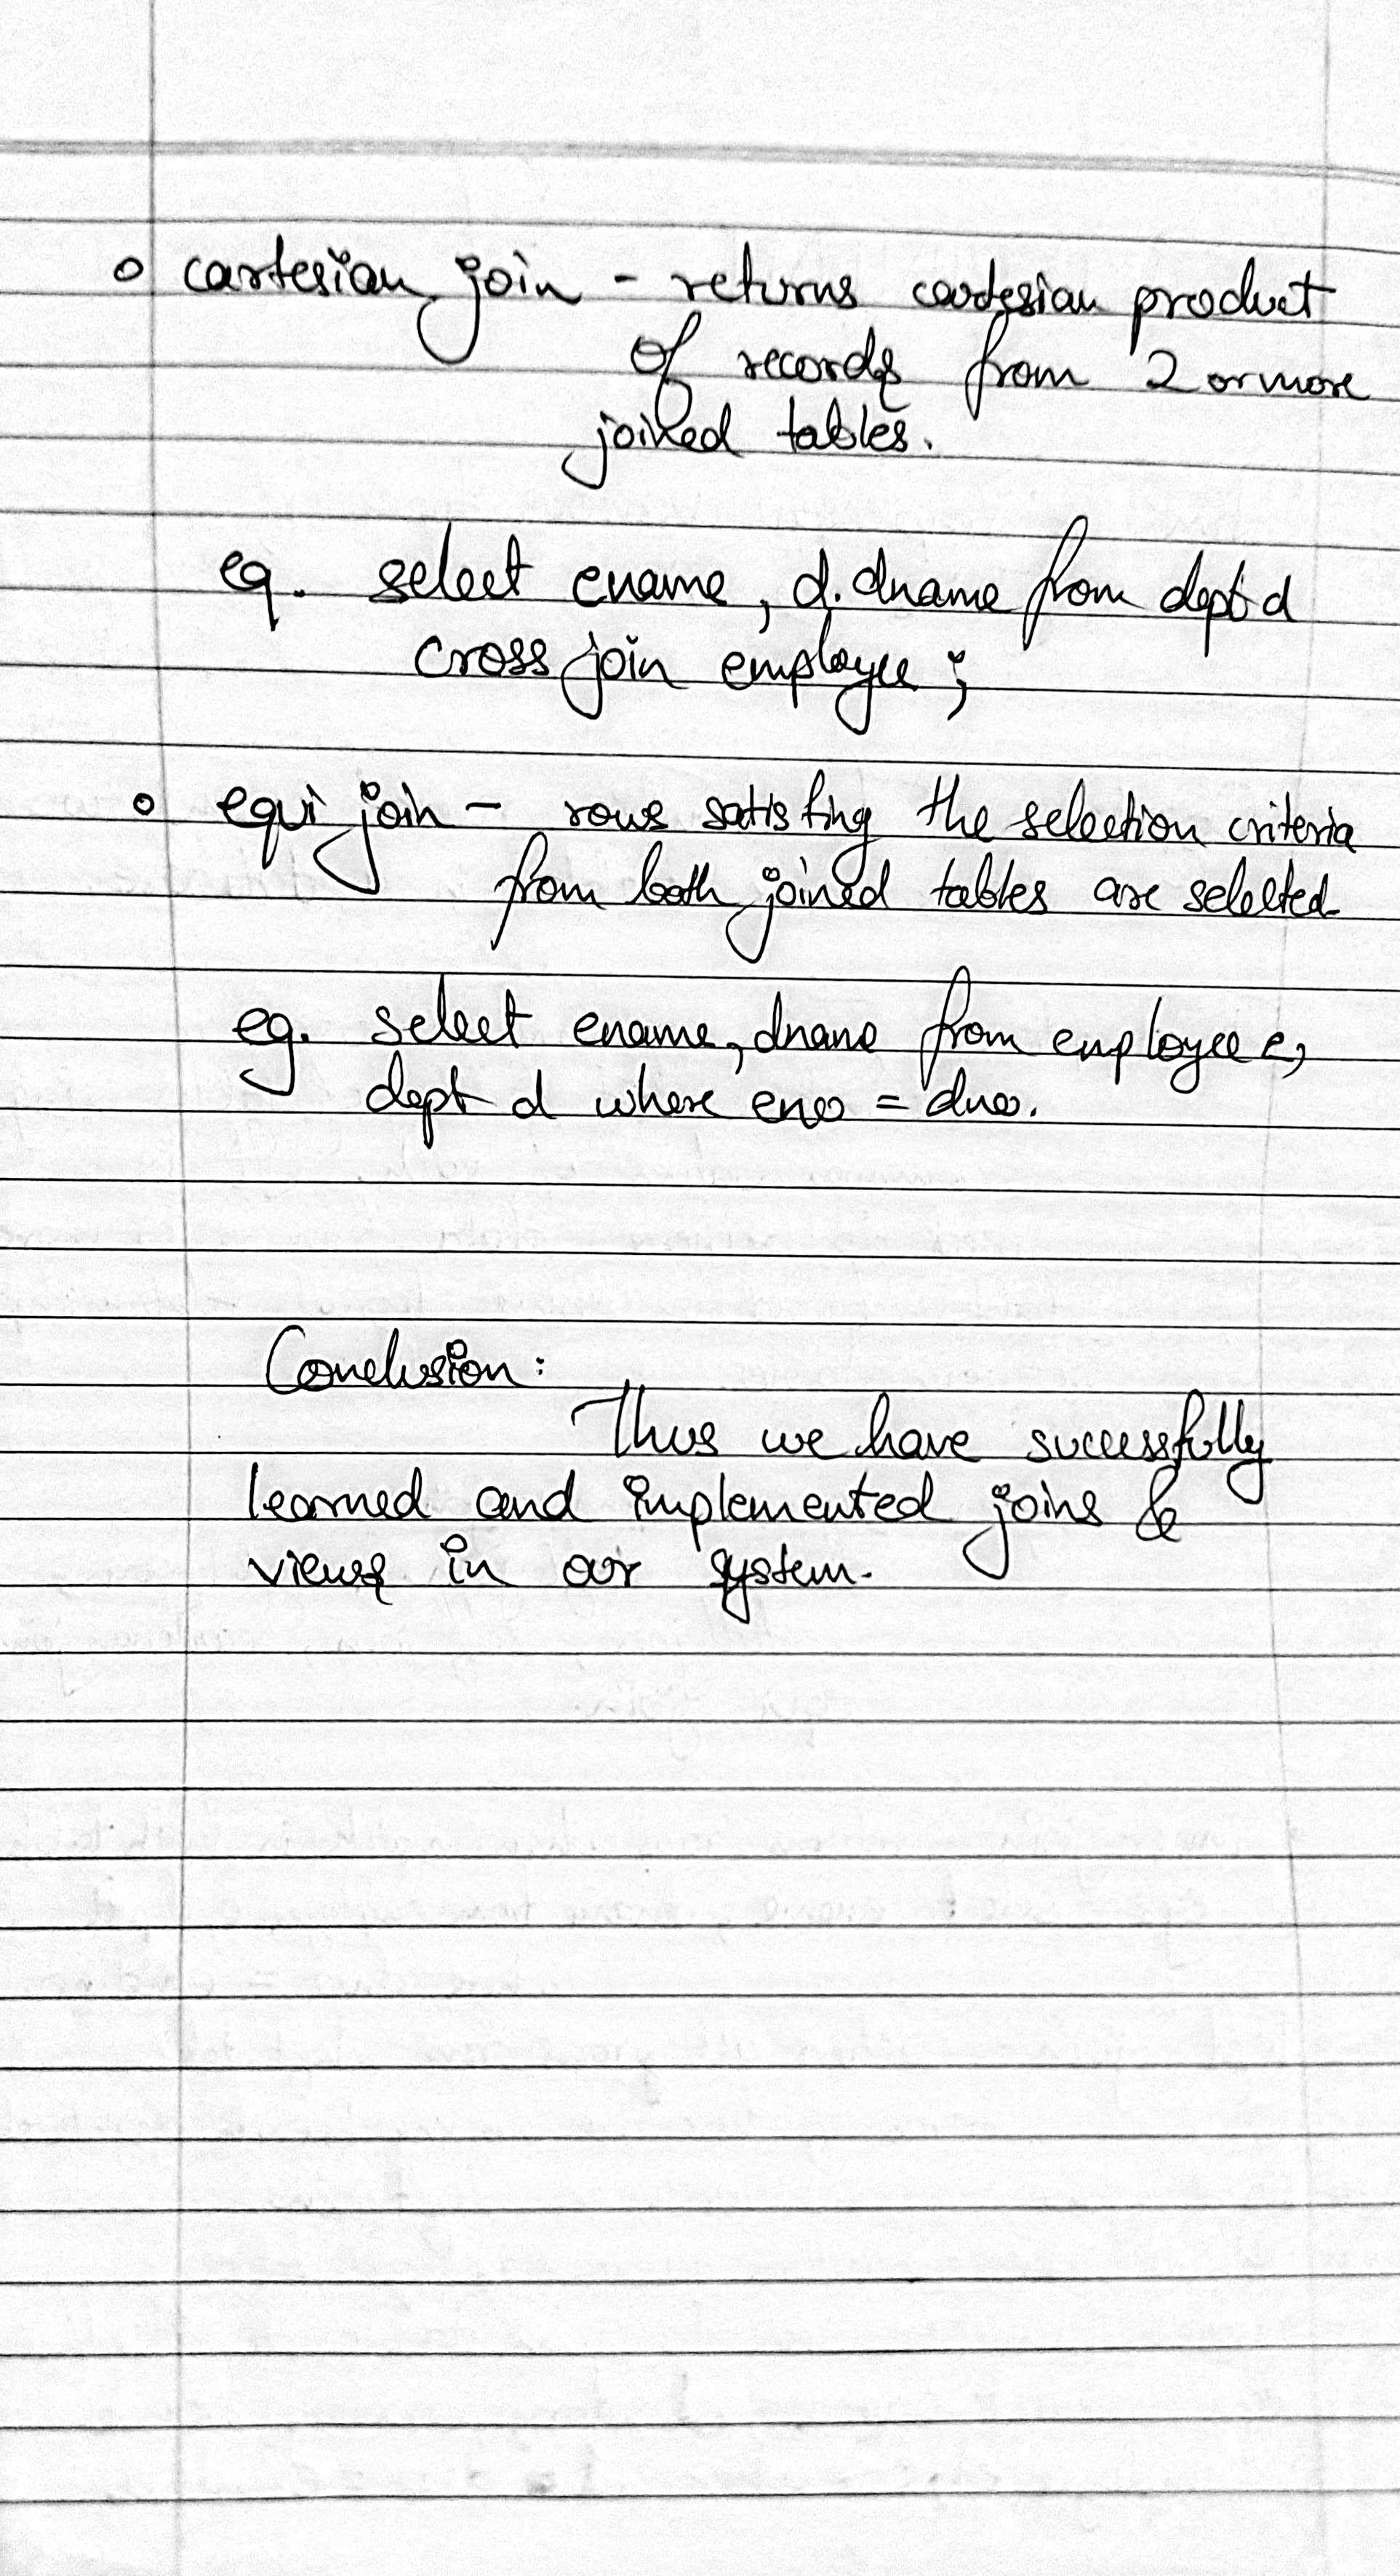 o cartesian join - returns cartesian product
of records from 2 or more
joined tables.
eg. select ename, d.dname from dept d
cross join employee;
o equi join - rows satisfing the selection criteria
from both joined tables are selected
eg. select ename, dname from employee e,
dept d where eno = dno.
Conclusion:
Thus we have successfully
learned and implemented joins &
views in our system.